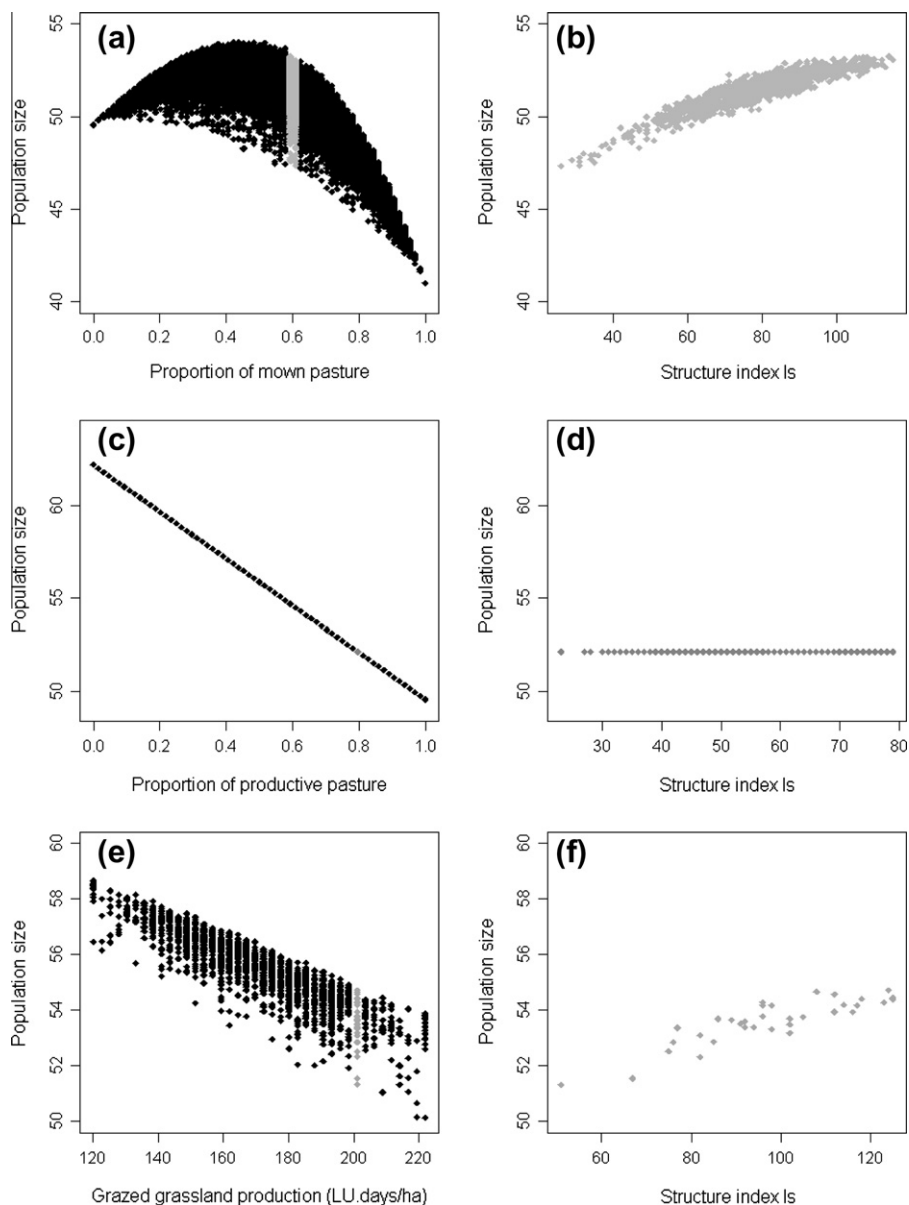 (a)
Population size
55
50
45
40
0.0 0.2 0.4 0.6 0.8 1.0
Proportion of mown pasture
(b)
Population size
55
50
45
40
40 60 80 100
Structure index Is
(c)
Population size
60
55
50
0.0 0.2 0.4 0.6 0.8 1.0
Proportion of productive pasture
(d)
Population size
60
55
50
30 40 50 60 70 80
Structure index Is
(e)
Population size
60
58
56
54
52
50
120 140 160 180 200 220
Grazed grassland production (LU.days/ha)
(f)
Population size
60
58
56
54
52
50
60 80 100 120
Structure index Is